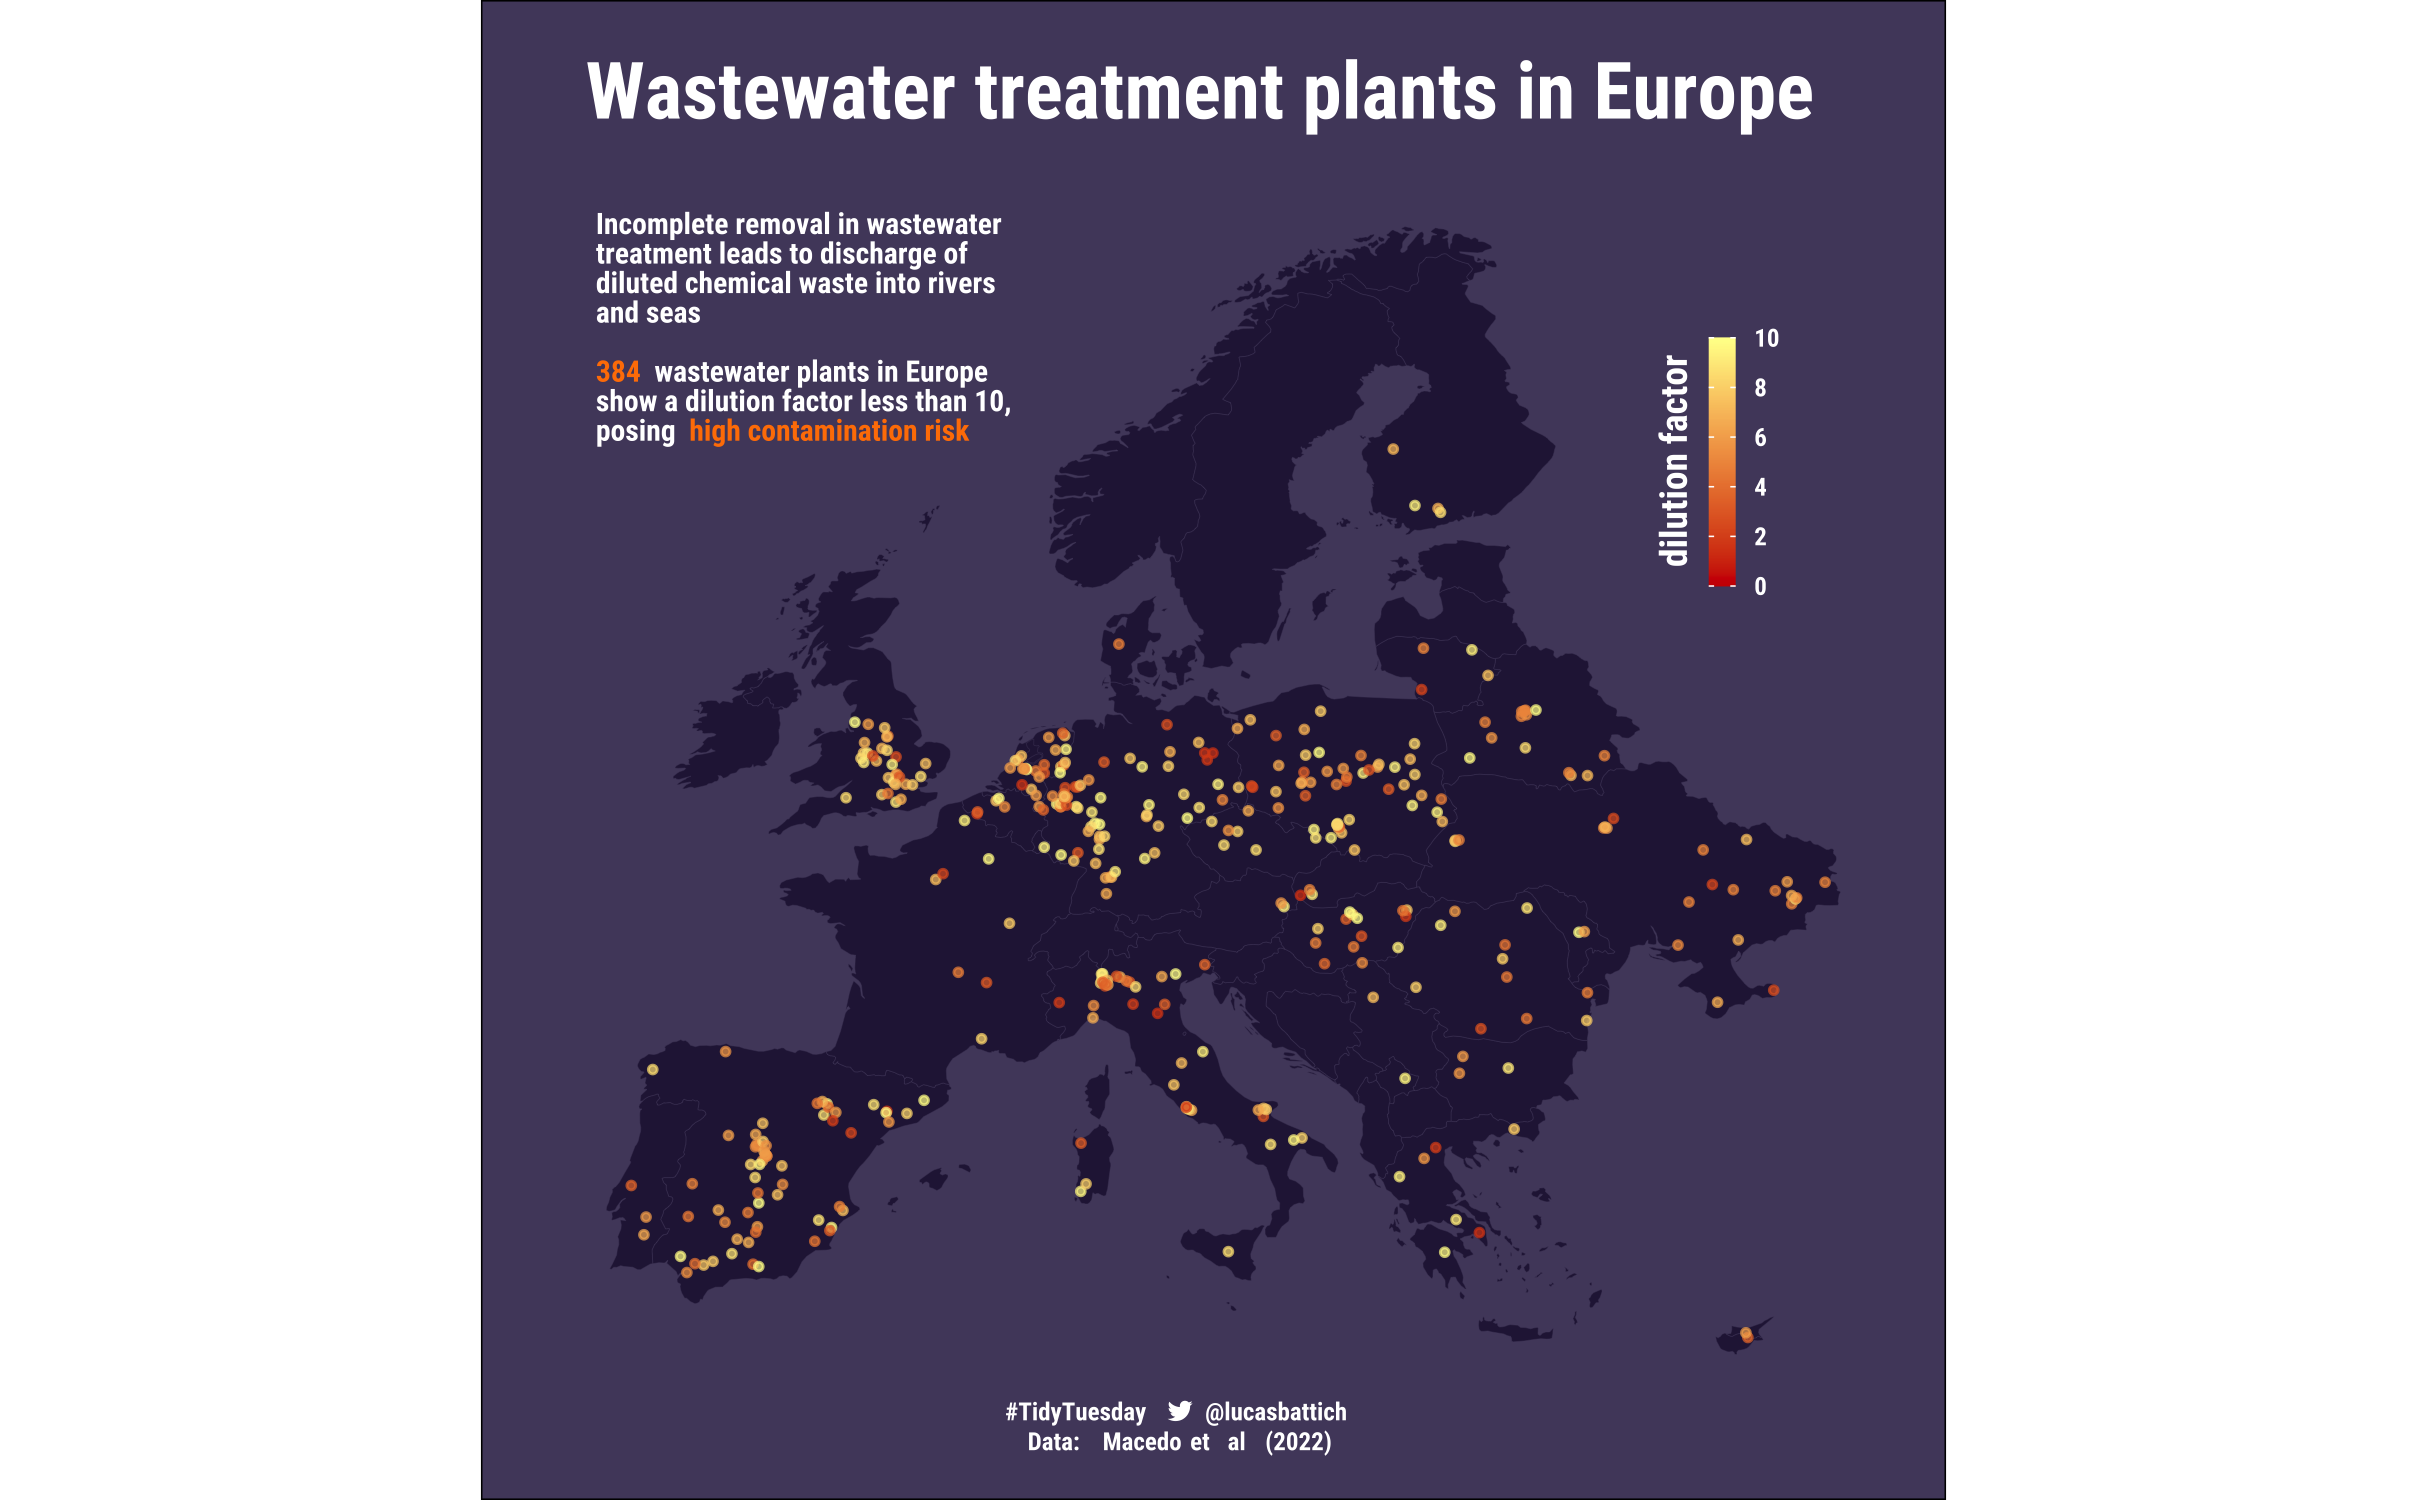 Wastewater treatment plants in Europe
Incomplete removal in wastewater
treatment leads to discharge of
diluted chemical waste into rivers
and seas
384 wastewater plants in Europe
show a dilution factor less than 10,
posing high contamination risk
dilution factor
10
8
6
4
2
0
#TidyTuesday @lucasbattich
Data: Macedo et al (2022)